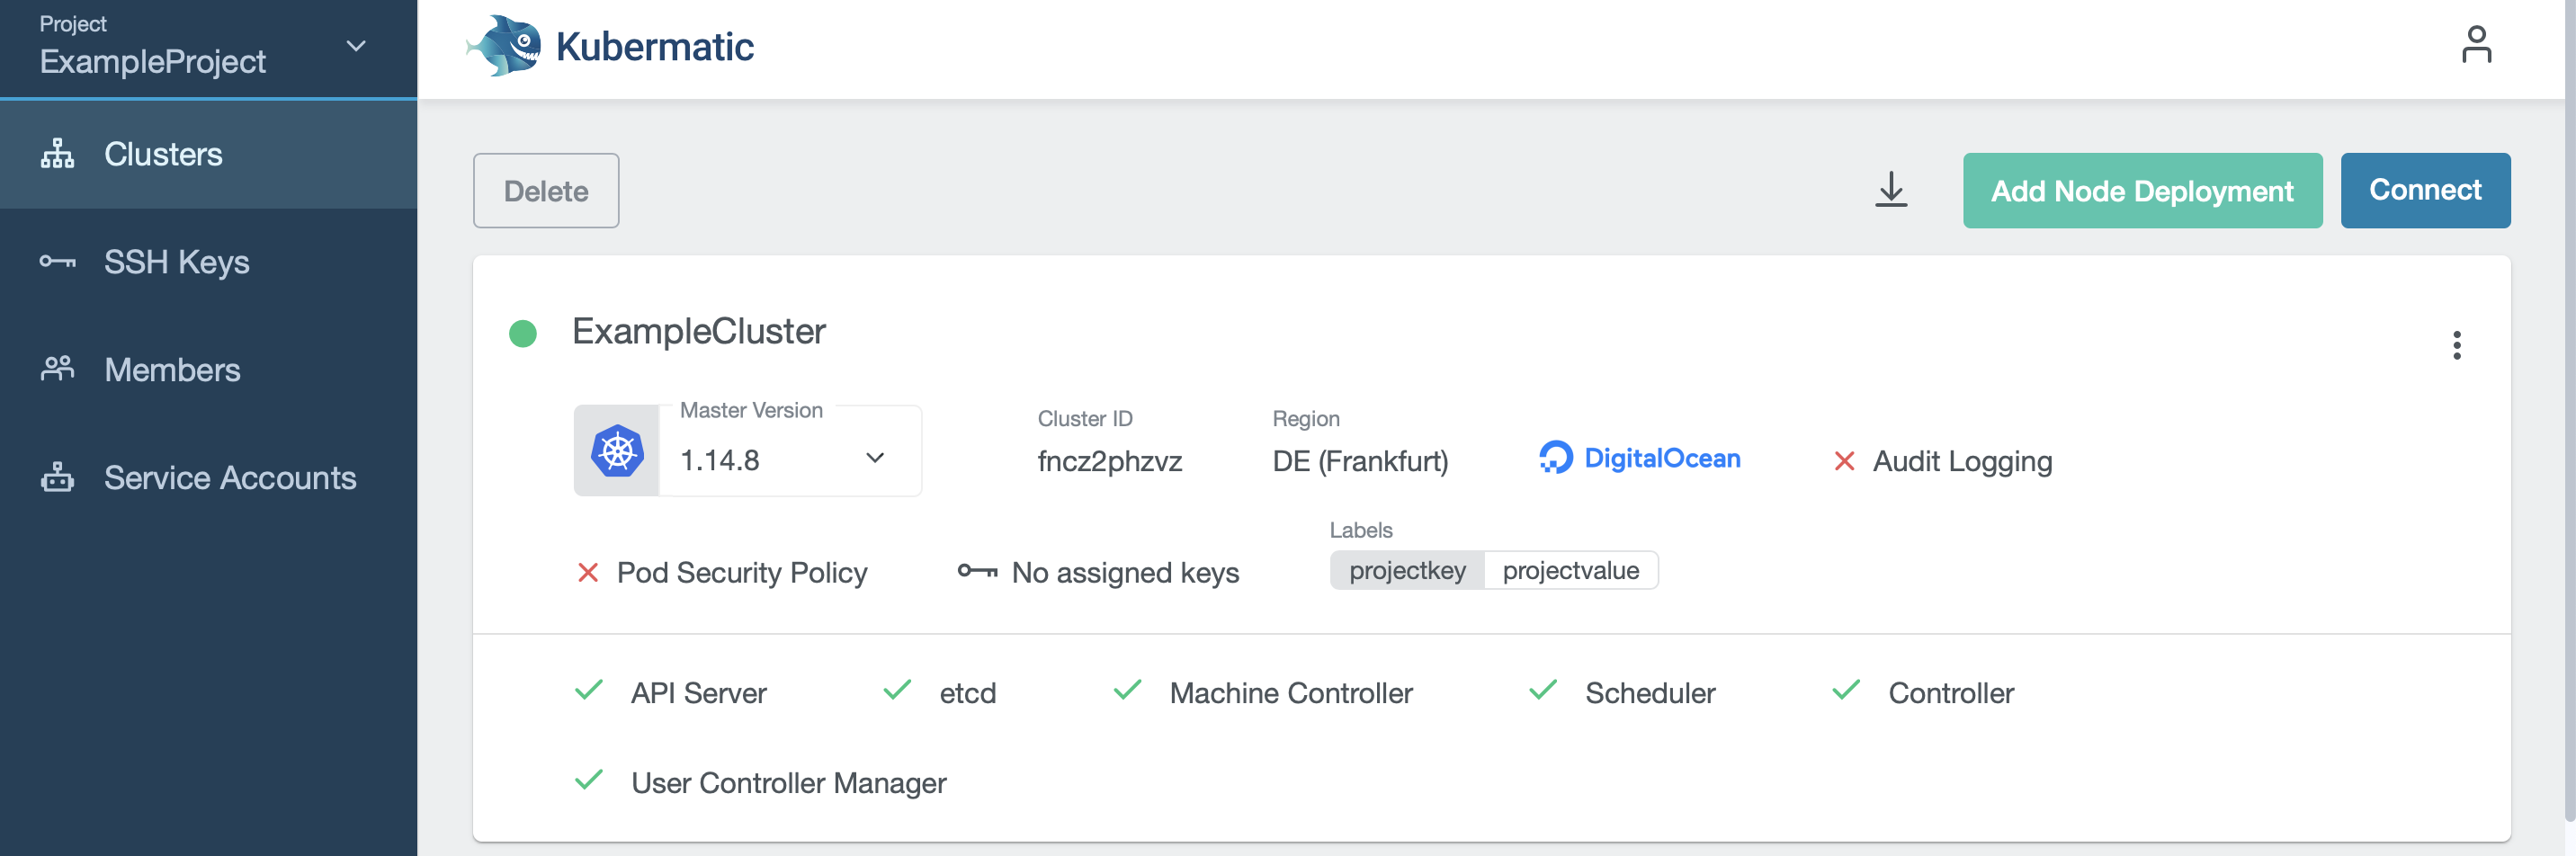 Project
ExampleProject
Clusters
SSH Keys
Members
Service Accounts
Kubermatic
Delete
Add Node Deployment
Connect
ExampleCluster
Master Version
1.14.8
Cluster ID
fncz2phzvz
Region
DE (Frankfurt)
DigitalOcean
Audit Logging
Pod Security Policy
No assigned keys
Labels
projectkey projectvalue
API Server
etcd
Machine Controller
Scheduler
Controller
User Controller Manager